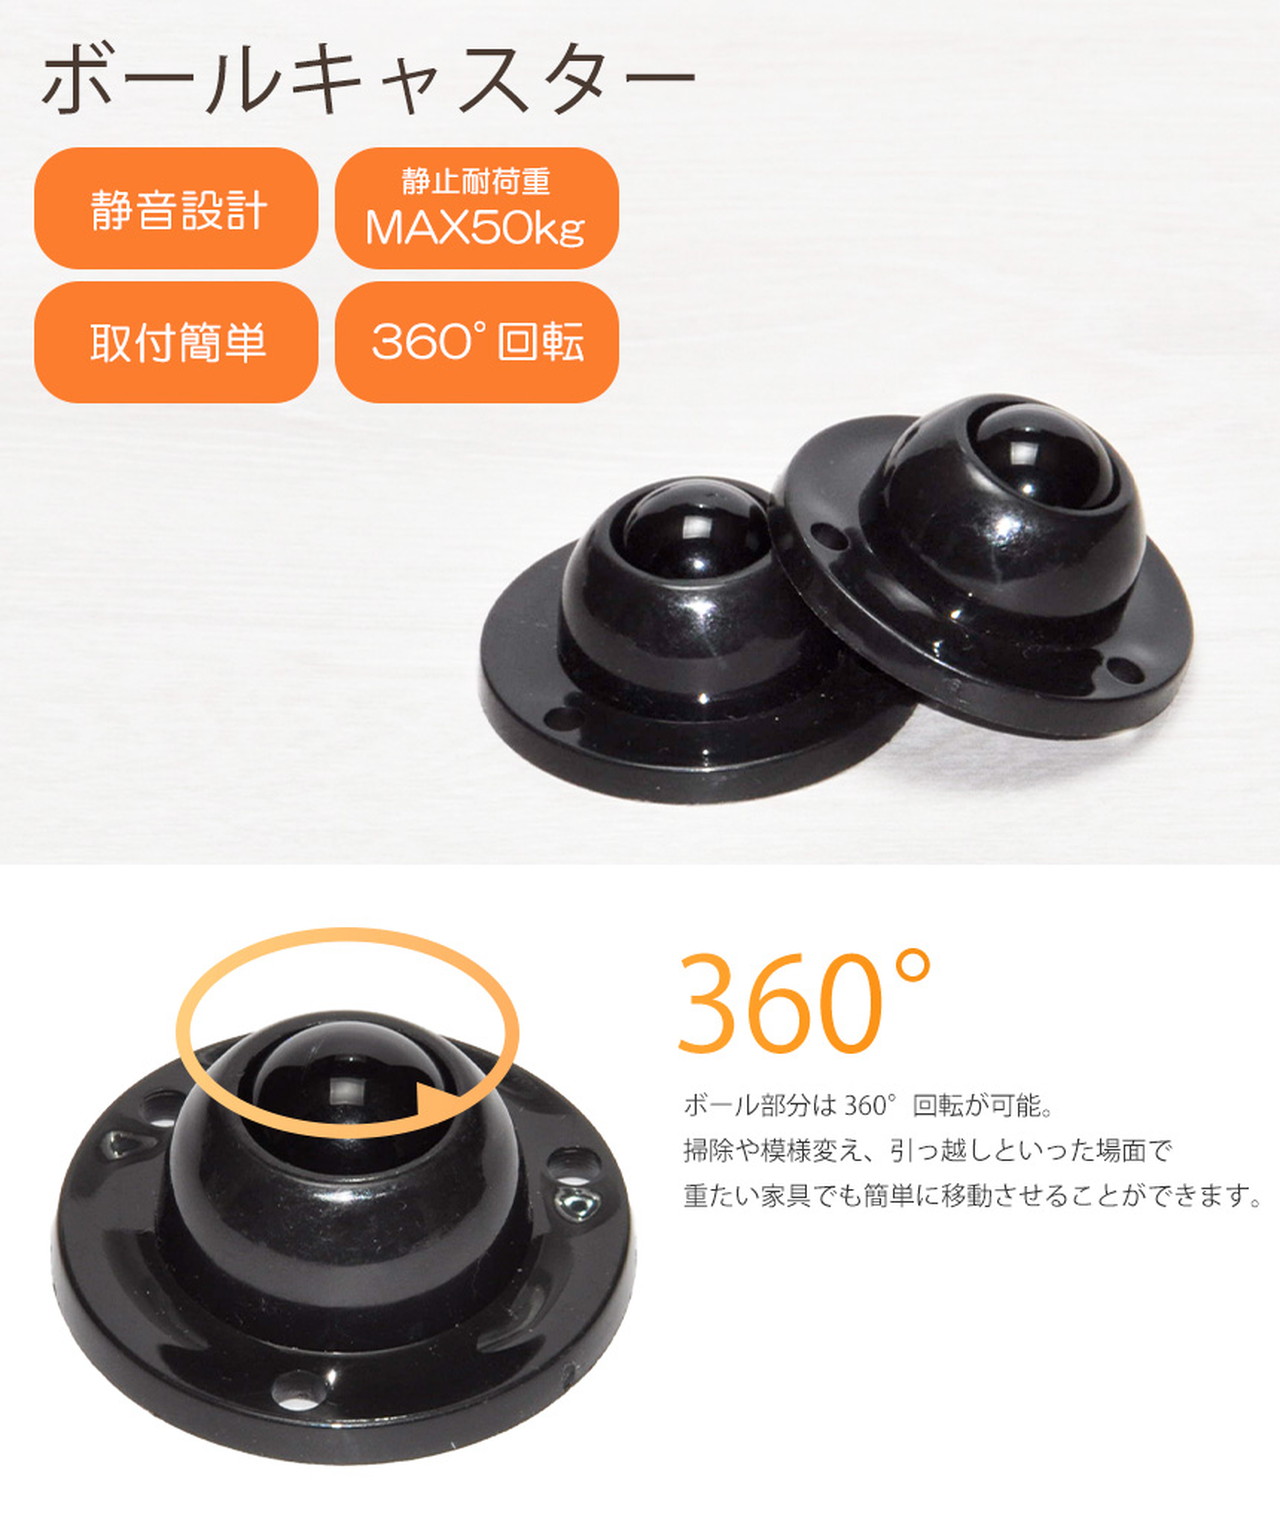 ボールキャスター
静音設計
静止耐荷重
MAX50kg
取付簡単
360°回転
360°
ボール部分は 360°回転が可能。
掃除や模様変え、引っ越しといった場面で
重たい家具でも簡単に移動させることができます。